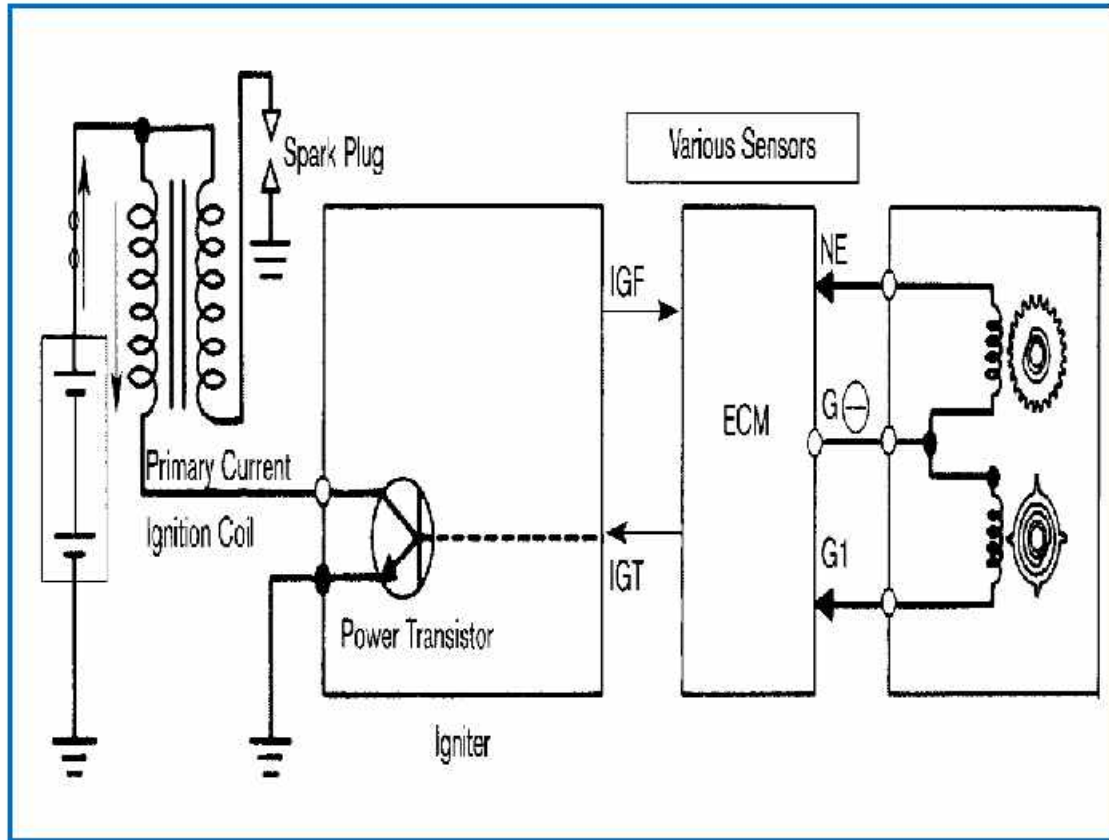 Spark Plug
Various Sensors
NE
IGF
G
ECM
Primary Current
Ignition Coil
IGT
G1
Power Transistor
Igniter